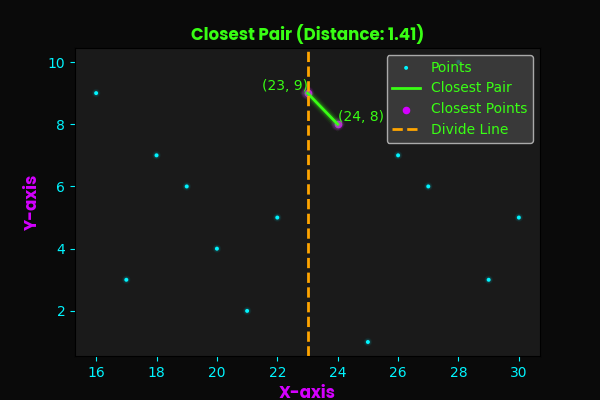 Closest Pair (Distance: 1.41)
10
8
6
4
2
Y-axis
(23, 9)
(24, 8)
Points
Closest Pair
Closest Points
Divide Line
16 18 20 22 24 26 28 30
X-axis